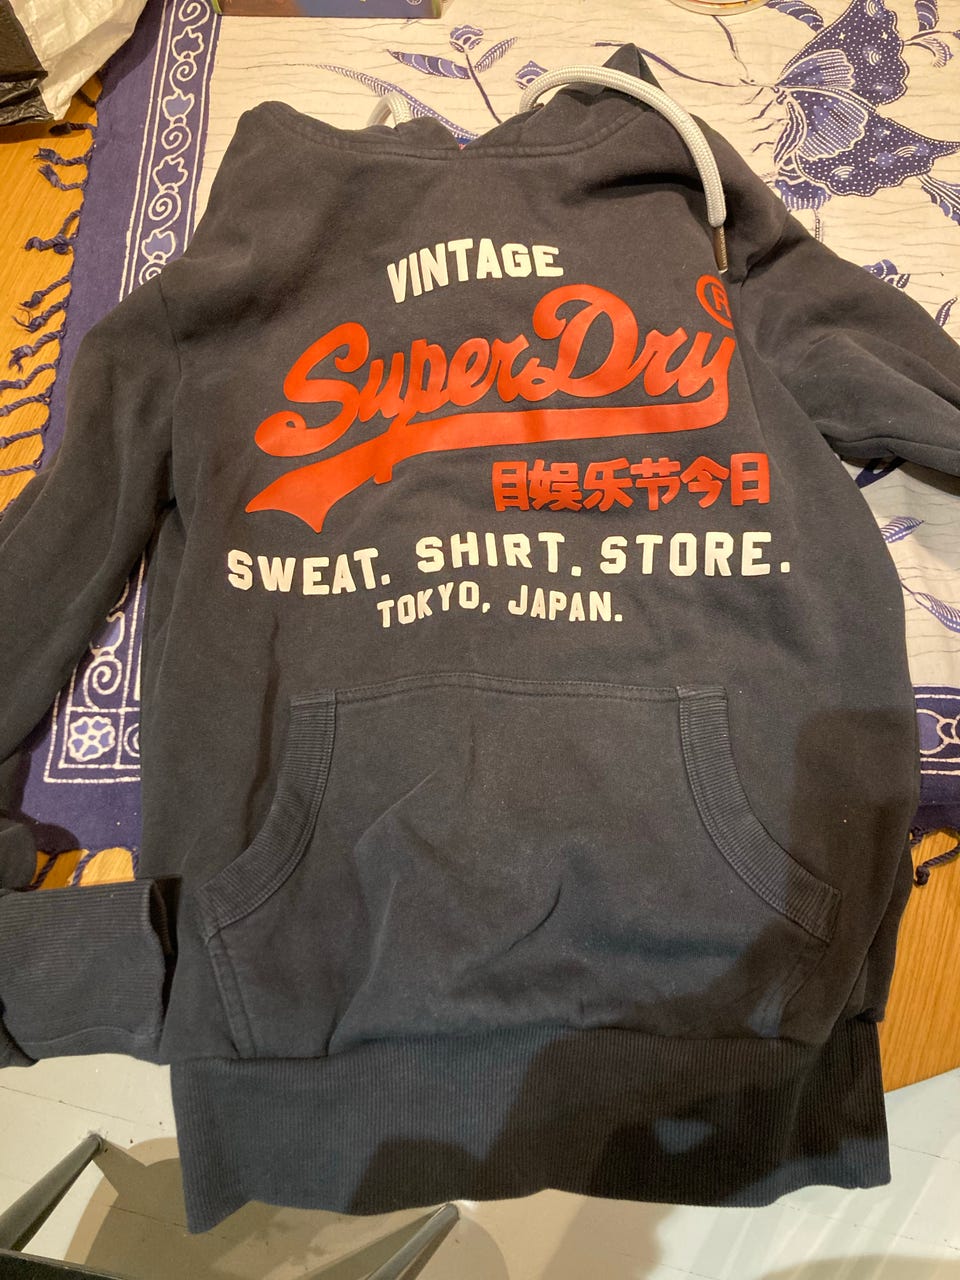 VINTAGE
SuperDry®
目娱乐节今日
SWEAT. SHIRT. STORE.
TOKYO, JAPAN.